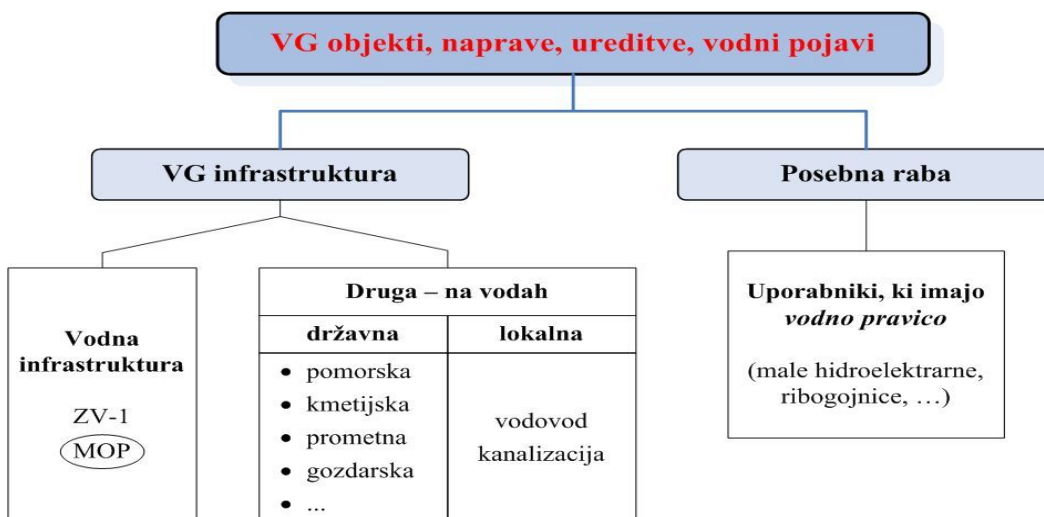 VG objekti, naprave, ureditve, vodni pojavi
VG infrastruktura
Posebna raba
Vodna
infrastruktura
ZV-1
MOP
Druga – na vodah
državna
lokalna
• pomorska
• kmetijska
• prometna
• gozdarska
• ...
vodovod
kanalizacija
Uporabniki, ki imajo
vodno pravico
(male hidroelektrarne,
ribogojnice, …)